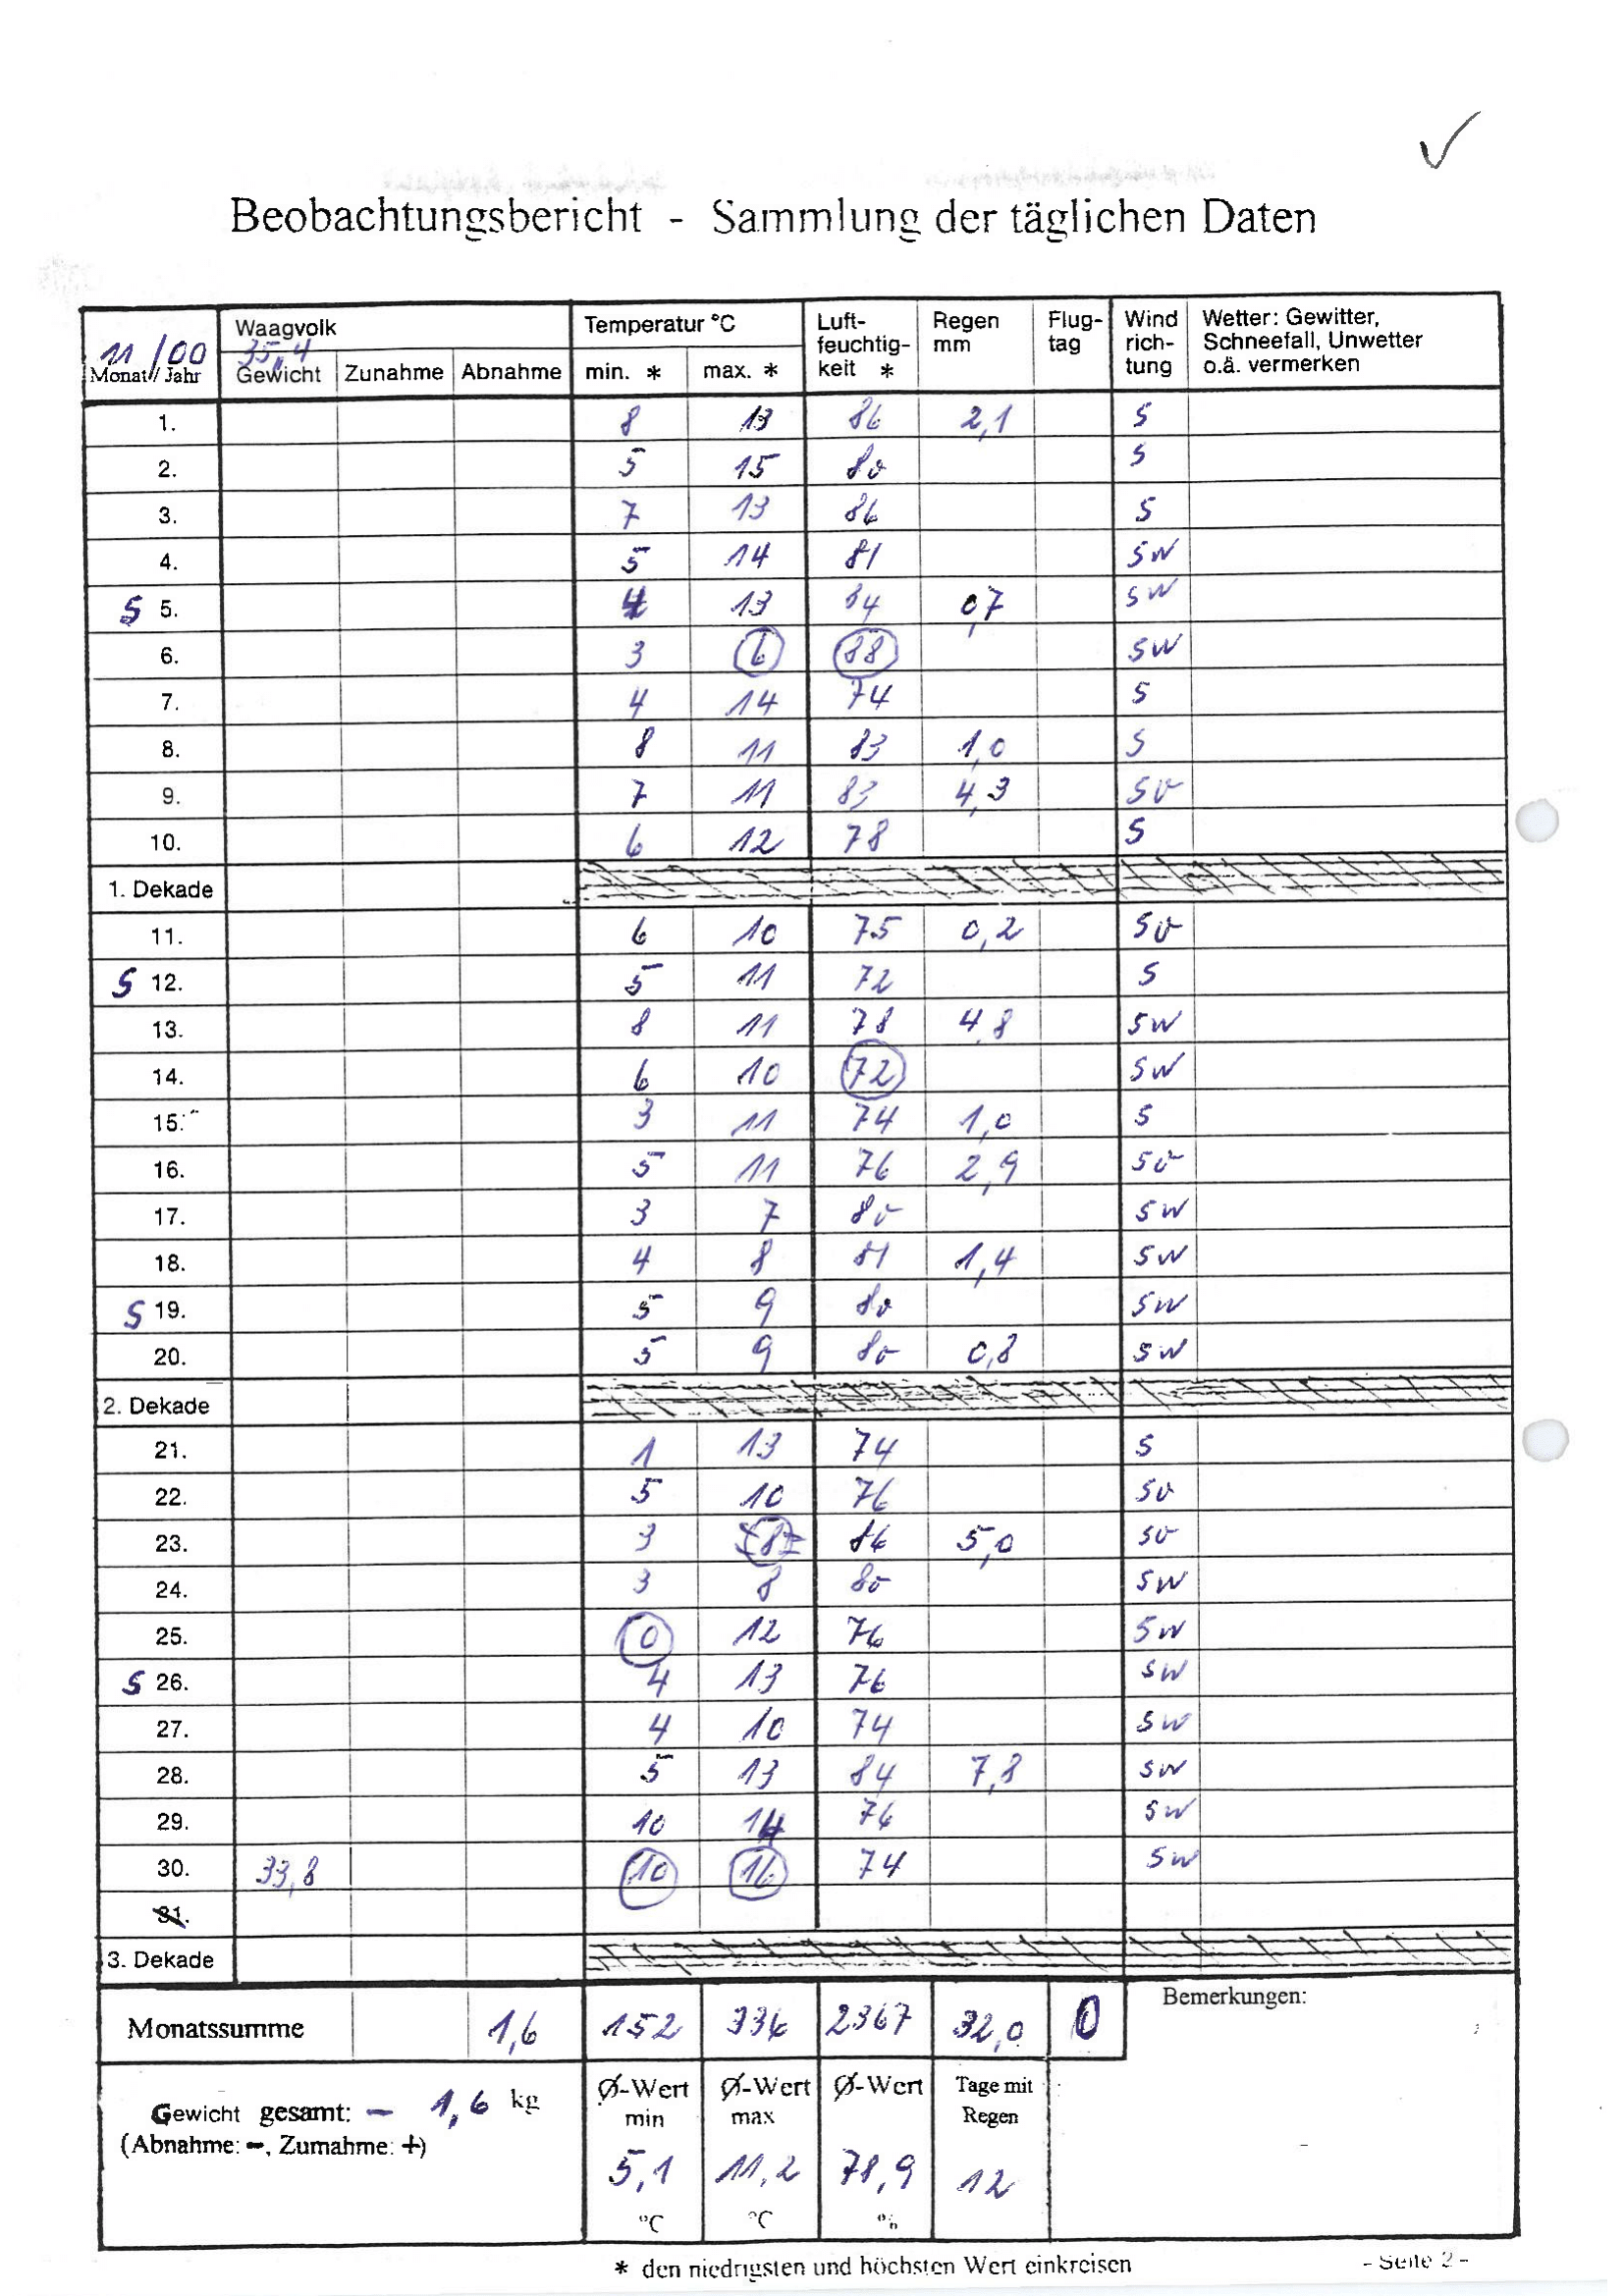 Beobachtungsbericht - Sammlung der täglichen Daten
11/00 Monat/ Jahr Waagvolk 35,4 Gewicht Zunahme Abnahme Temperatur °C min. * max. * Luft-feuchtig-keit * Regen mm Flug-tag Wind rich-tung Wetter: Gewitter, Schneefall, Unwetter o.ä. vermerken
1. 8 13 86 2,1 S
2. 5 15 80 S
3. 7 13 86 S
4. 5 14 81 SW
S 5. 4 13 84 0,7 SW
6. 3 6 88 SW
7. 4 14 74 S
8. 8 11 83 1,0 S
9. 7 11 83 4,3 SO
10. 6 12 78 S
1. Dekade
11. 6 10 75 0,2 SO
S 12. 5 11 72 S
13. 8 11 78 4,8 SW
14. 6 10 72 SW
15. 3 11 74 1,0 S
16. 5 11 76 2,9 SO
17. 3 7 80 SW
18. 4 8 81 1,4 SW
S 19. 5 9 80 SW
20. 5 9 80 0,8 SW
2. Dekade
21. 1 13 74 S
22. 5 10 76 SO
23. 3 8 86 5,0 SO
24. 3 8 80 SW
25. 0 12 76 SW
S 26. 4 13 76 SW
27. 4 10 74 SW
28. 5 13 84 7,8 SW
29. 10 14 76 SW
30. 33,8 10 16 74 SW
31.
3. Dekade
Monatssumme 1,6 152 336 2367 32,0 0 Bemerkungen:
Gewicht gesamt: - 1,6 kg
(Abnahme: -, Zumahme: +)
Ø-Wert min 5,1 °C
Ø-Wert max 11,2 °C
Ø-Wert 78,9 %
Tage mit Regen 12
* den niedrigsten und höchsten Wert einkreisen
- Seite 2 -